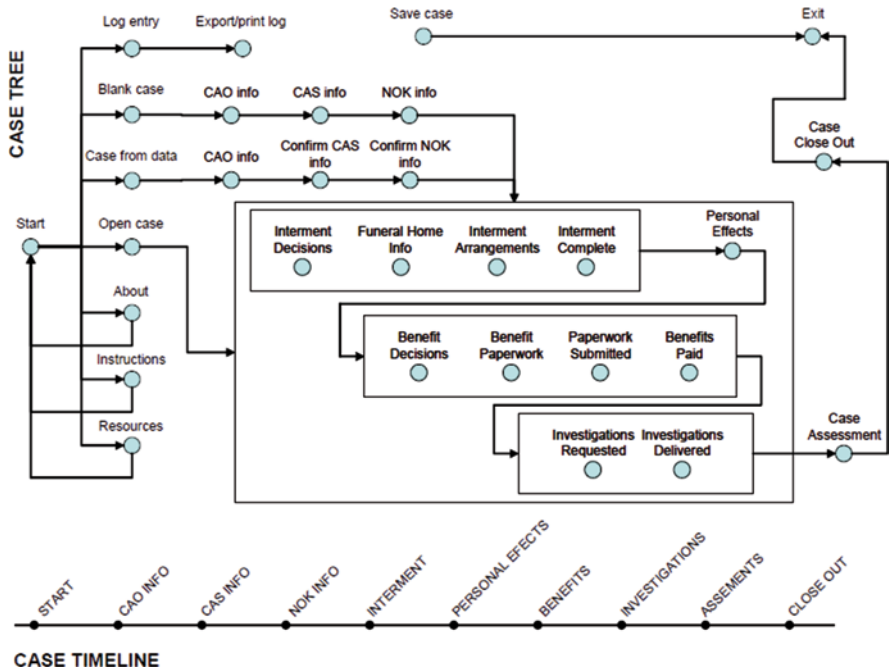 CASE TREE
Log entry
Export/print log
Save case
Exit
Blank case
CAO info
CAS info
NOK info
Case from data
CAO info
Confirm CAS
info
Confirm NOK
info
Case
Close Out
Start
Open case
Interment
Decisions
Funeral Home
Info
Interment
Arrangements
Interment
Complete
Personal
Effects
About
Benefit
Decisions
Benefit
Paperwork
Paperwork
Submitted
Benefits
Paid
Instructions
Resources
Investigations
Requested
Investigations
Delivered
Case
Assessment
START
CAO INFO
CAS INFO
NOK INFO
INTERMENT
PERSONAL EFECTS
BENEFITS
INVESTIGATIONS
ASSEMENTS
CLOSE OUT
CASE TIMELINE